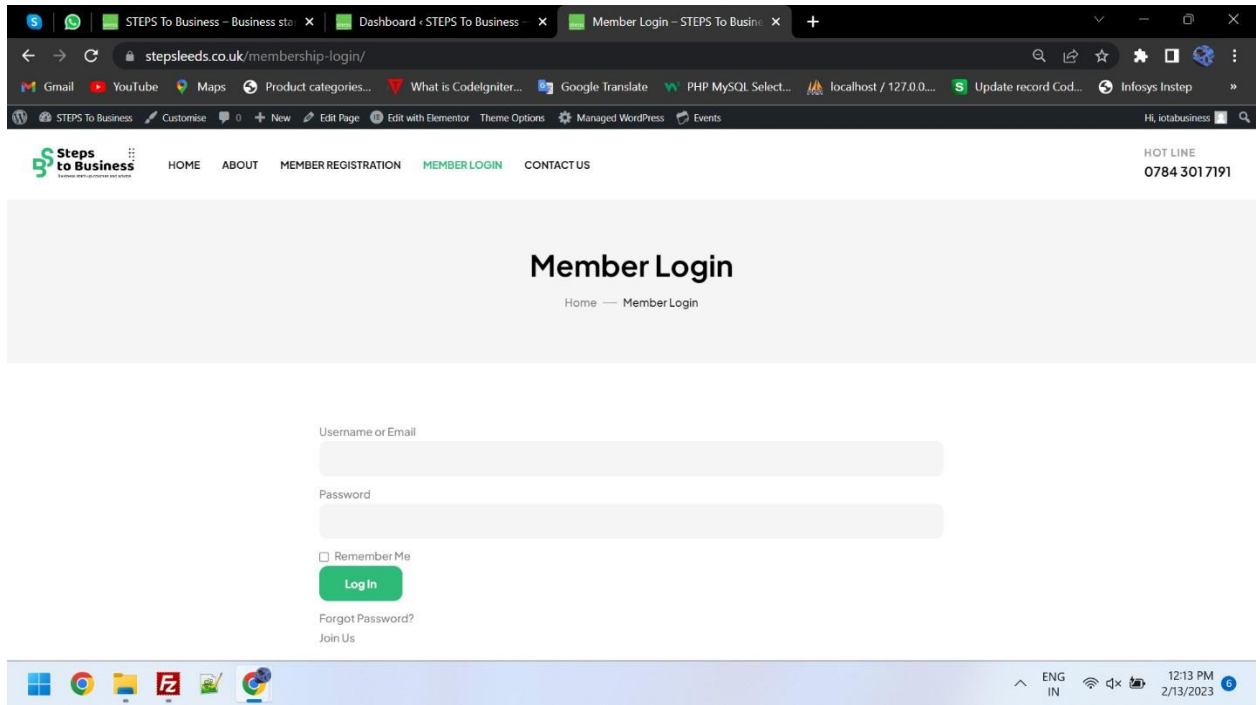 STEPS To Business – Business sta
Dashboard ‹ STEPS To Business –
Member Login – STEPS To Busine
stepsleeds.co.uk/membership-login/
Gmail YouTube Maps Product categories... What is CodeIgniter... Google Translate PHP MySQL Select... localhost / 127.0.0.... Update record Cod... Infosys Instep »
STEPS To Business Customise 0 + New Edit Page Edit with Elementor Theme Options Managed WordPress Events Hi, iotabusiness
Steps
to Business
HOME ABOUT MEMBER REGISTRATION MEMBER LOGIN CONTACT US
HOT LINE
0784 301 7191
Member Login
Home — Member Login
Username or Email
Password
Remember Me
Log In
Forgot Password?
Join Us
ENG
IN
12:13 PM
2/13/2023
6